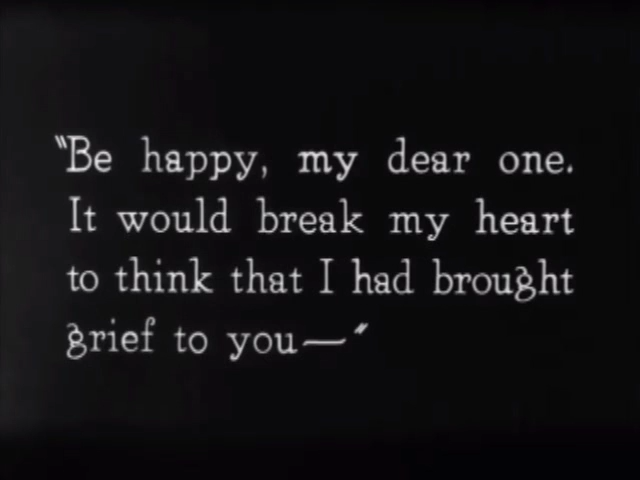 "Be happy, my dear one.
It would break my heart
to think that I had brought
grief to you—"